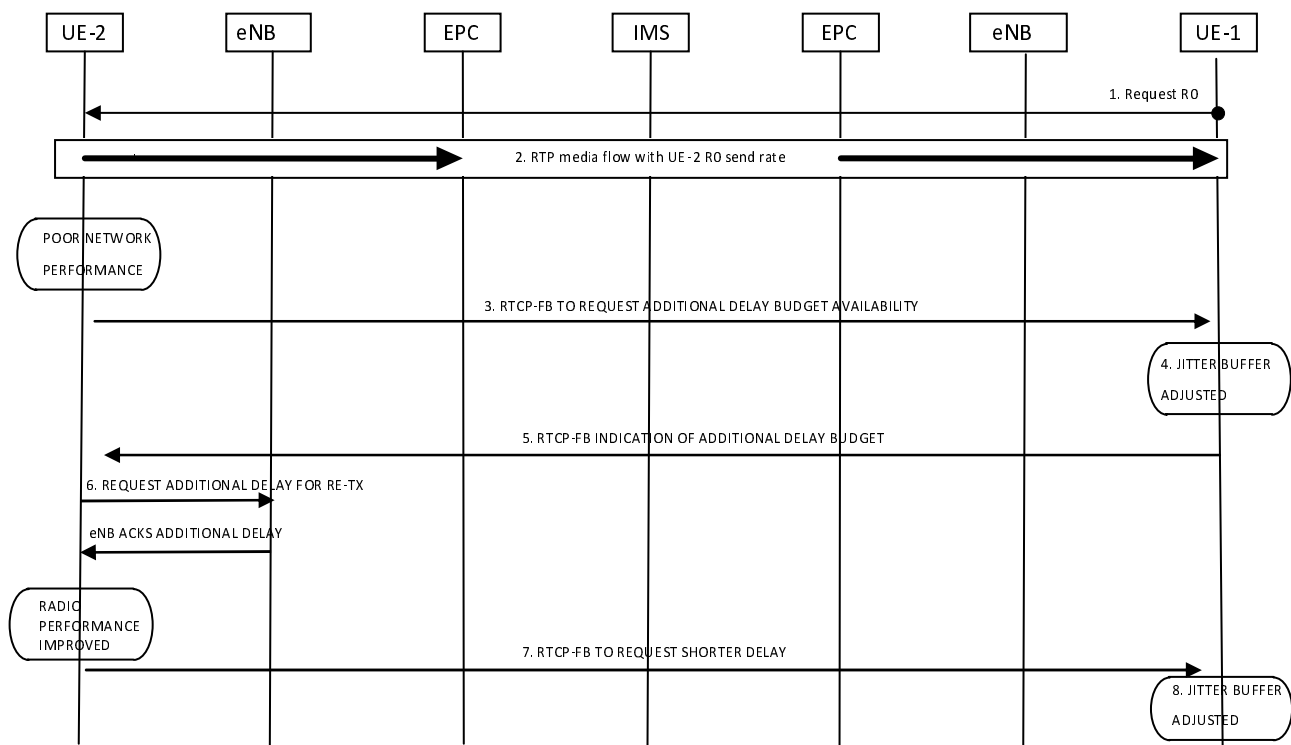 UE-2
eNB
EPC
IMS
EPC
eNB
UE-1
1. Request R0
2. RTP media flow with UE-2 R0 send rate
POOR NETWORK
PERFORMANCE
3. RTCP-FB TO REQUEST ADDITIONAL DELAY BUDGET AVAILABILITY
4. JITTER BUFFER
ADJUSTED
5. RTCP-FB INDICATION OF ADDITIONAL DELAY BUDGET
6. REQUEST ADDITIONAL DELAY FOR RE-TX
eNB ACKS ADDITIONAL DELAY
RADIO
PERFORMANCE
IMPROVED
7. RTCP-FB TO REQUEST SHORTER DELAY
8. JITTER BUFFER
ADJUSTED